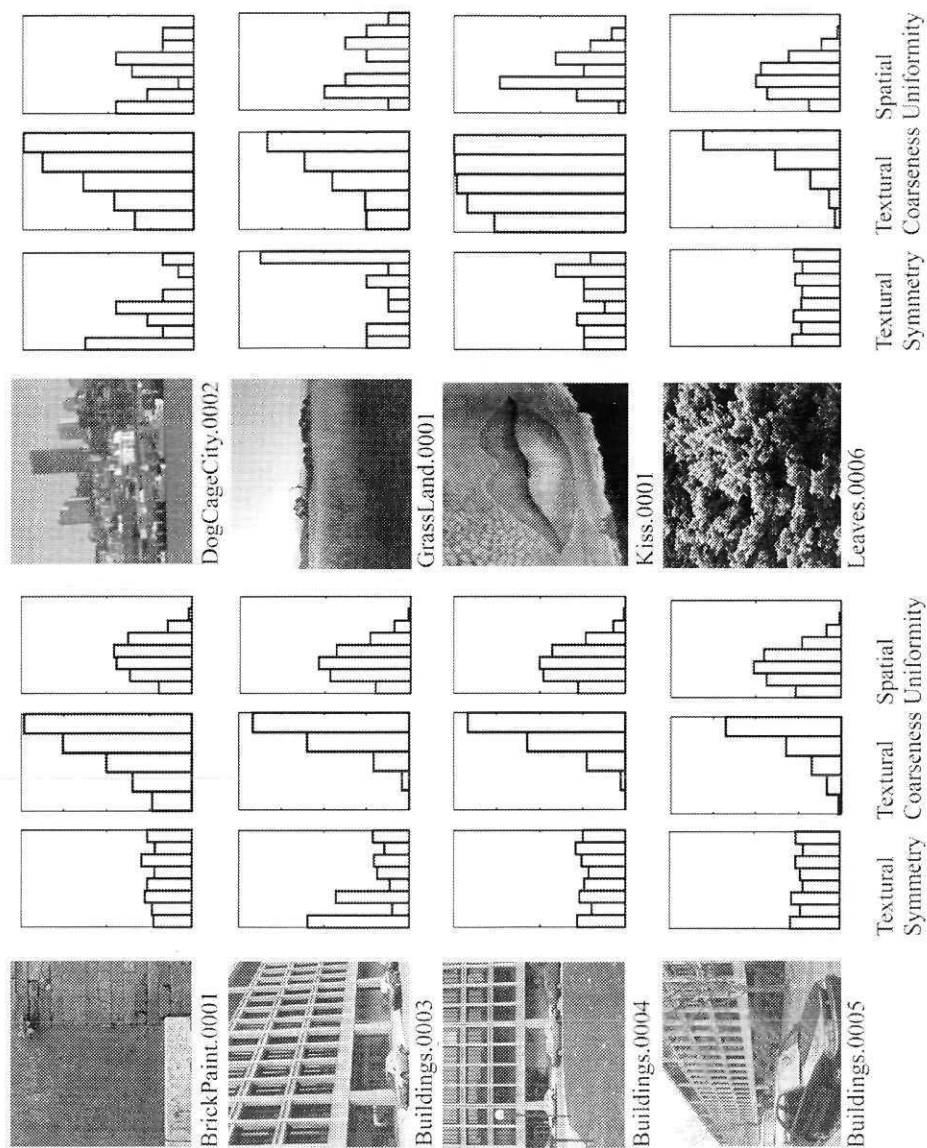 DogCageCity.0002
GrassLand.0001
Kiss.0001
Leaves.0006
Textural
Symmetry
Textural
Coarseness
Spatial
Uniformity
BrickPaint.0001
Buildings.0003
Buildings.0004
Buildings.0005
Textural
Symmetry
Textural
Coarseness
Spatial
Uniformity